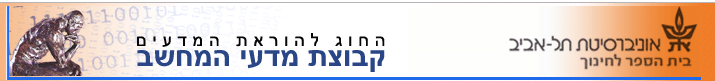 אוניברסיטת תל-אביב
בית הספר לחינוך
החוג להוראת המדעים
קבוצת מדעי המחשב